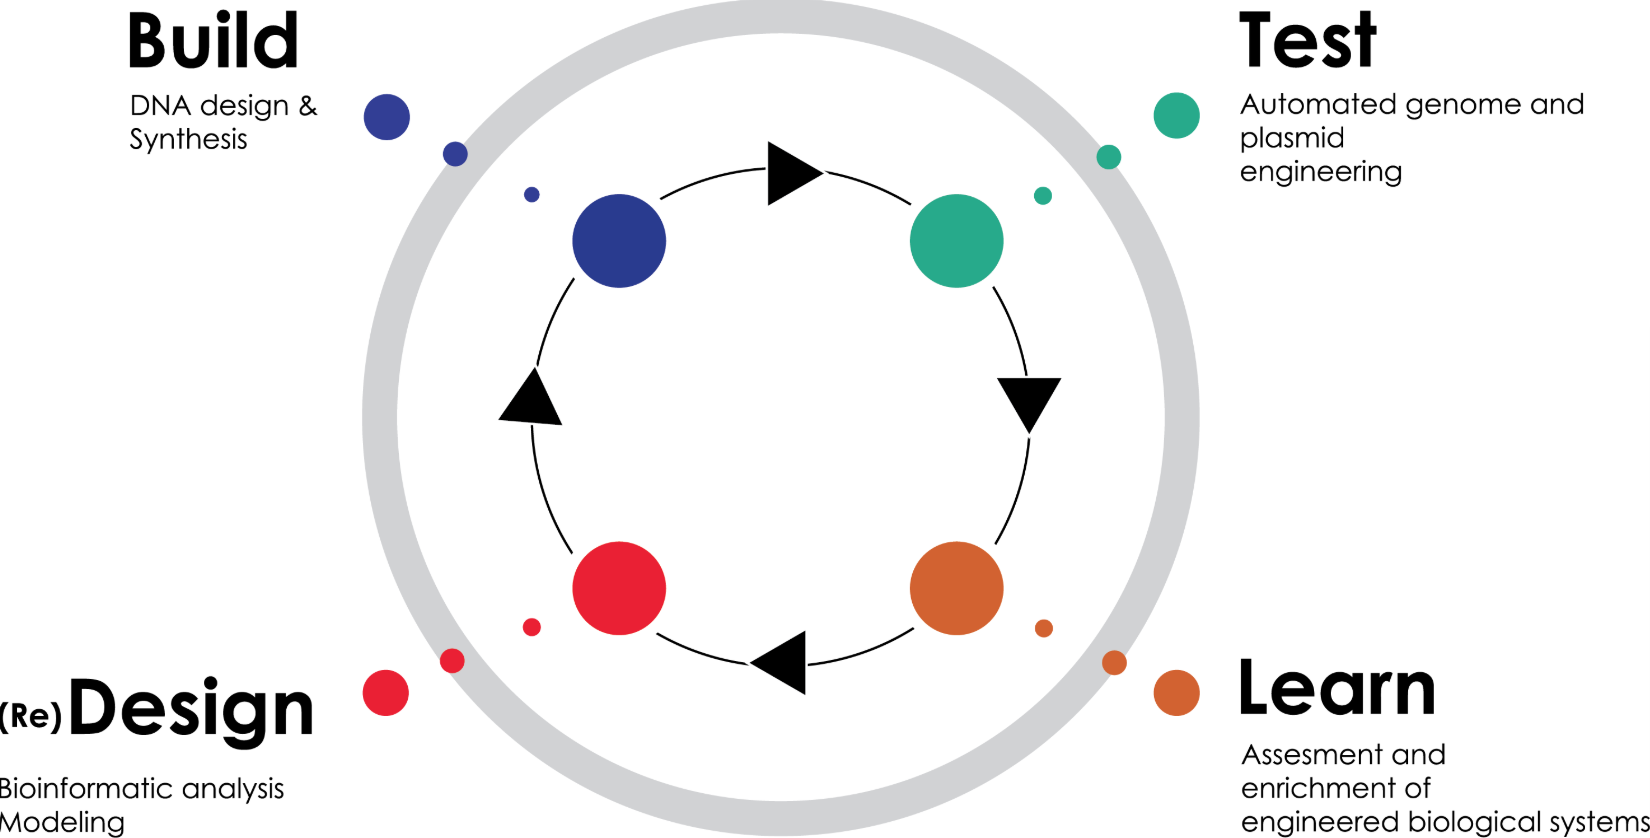 Build
DNA design &
Synthesis
Test
Automated genome and
plasmid
engineering
(Re)Design
Bioinformatic analysis
Modeling
Learn
Assesment and
enrichment of
engineered biological systems